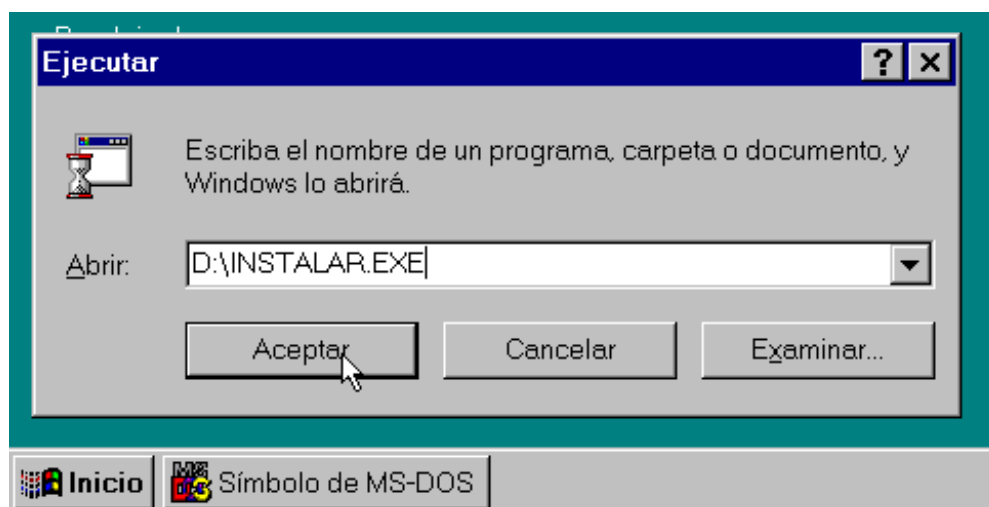 Ejecutar
Escriba el nombre de un programa, carpeta o documento, y
Windows lo abrirá.
Abrir:
D:\INSTALAR.EXE
Aceptar
Cancelar
Examinar...
Inicio
Símbolo de MS-DOS